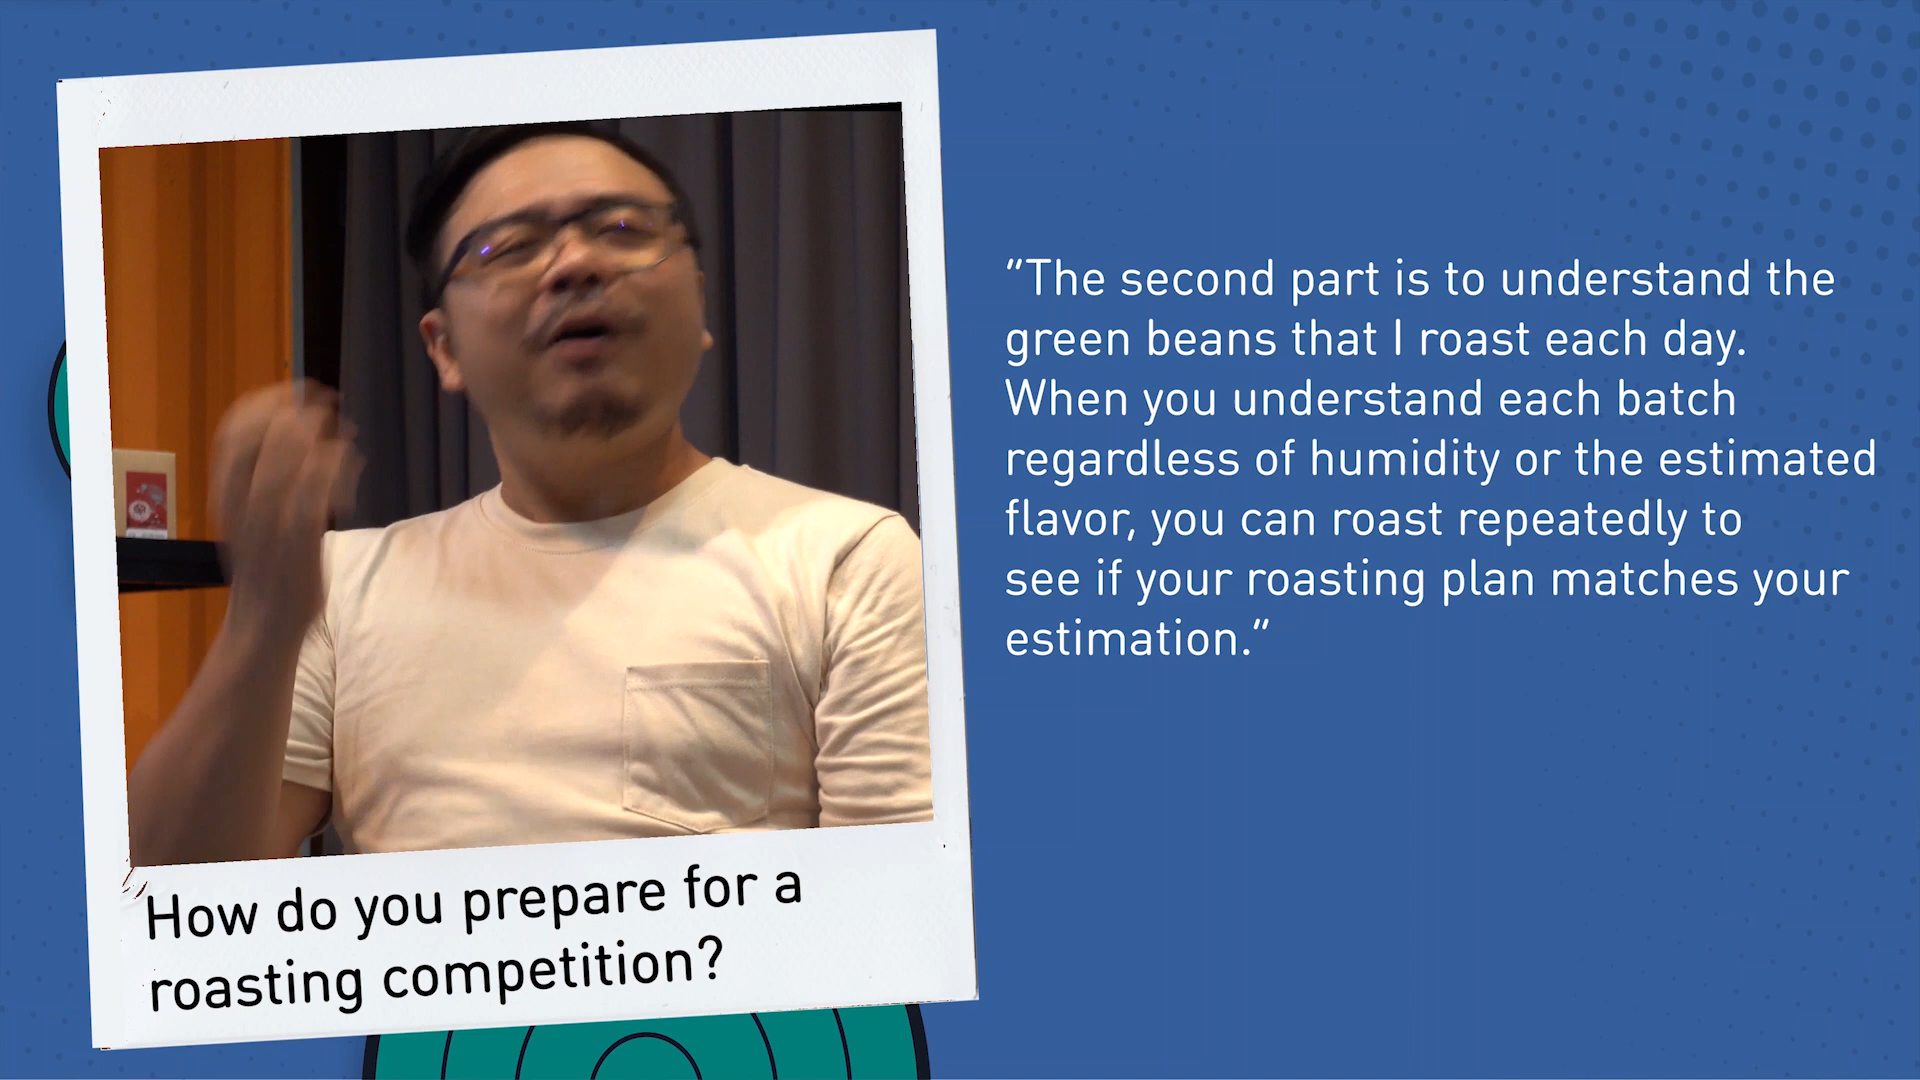 “The second part is to understand the
green beans that I roast each day.
When you understand each batch
regardless of humidity or the estimated
flavor, you can roast repeatedly to
see if your roasting plan matches your
estimation.”
How do you prepare for a
roasting competition?